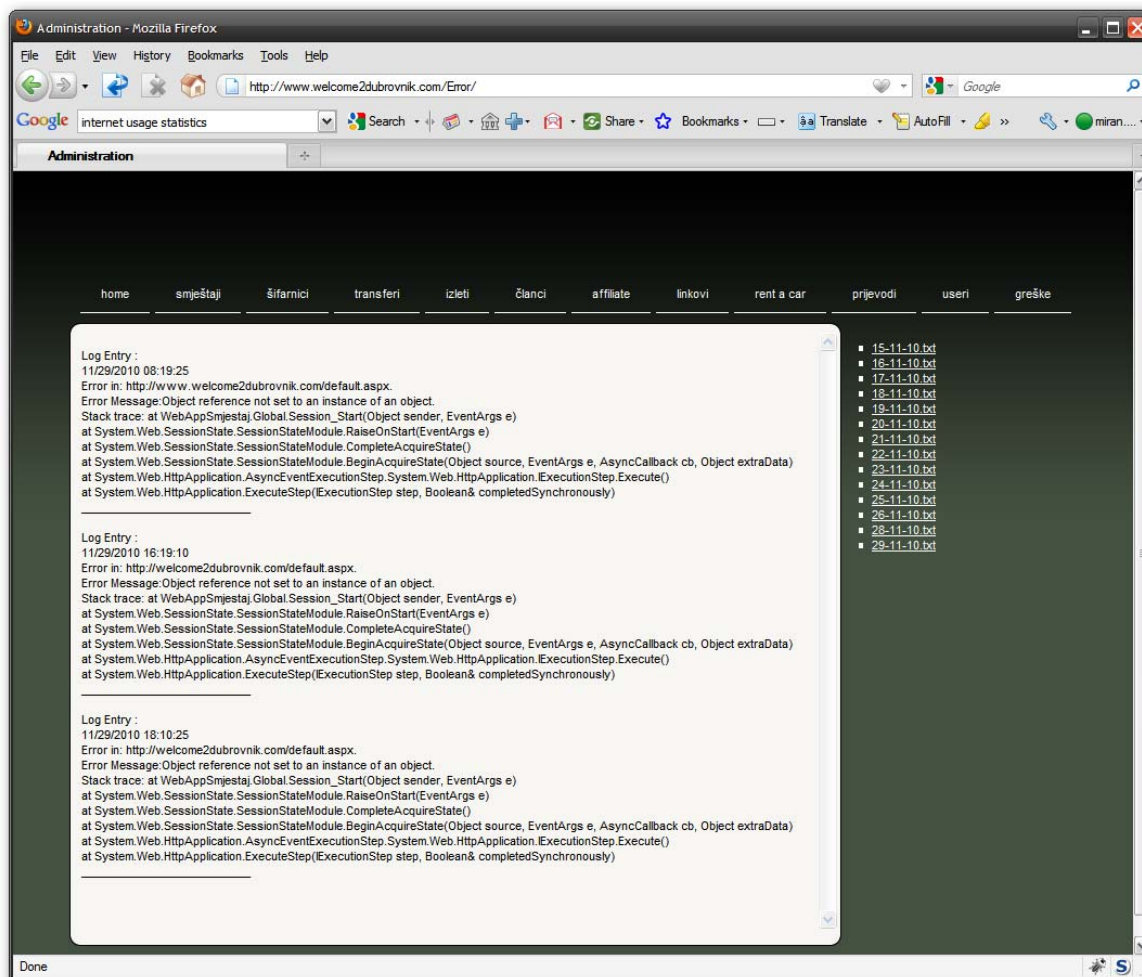 Administration - Mozilla Firefox
File Edit View History Bookmarks Tools Help
http://www.welcome2dubrovnik.com/Error/ Google
Google internet usage statistics Search Share Bookmarks Translate AutoFill » miran....
Administration
home smještaji šifarnici transferi izleti članci affiliate linkovi rent a car prijevodi useri greške
Log Entry :
11/29/2010 08:19:25
Error in: http://www.welcome2dubrovnik.com/default.aspx.
Error Message:Object reference not set to an instance of an object.
Stack trace: at WebAppSmjestaj.Global.Session_Start(Object sender, EventArgs e)
at System.Web.SessionState.SessionStateModule.RaiseOnStart(EventArgs e)
at System.Web.SessionState.SessionStateModule.CompleteAcquireState()
at System.Web.SessionState.SessionStateModule.BeginAcquireState(Object source, EventArgs e, AsyncCallback cb, Object extraData)
at System.Web.HttpApplication.AsyncEventExecutionStep.System.Web.HttpApplication.IExecutionStep.Execute()
at System.Web.HttpApplication.ExecuteStep(IExecutionStep step, Boolean& completedSynchronously)
Log Entry :
11/29/2010 16:19:10
Error in: http://welcome2dubrovnik.com/default.aspx.
Error Message:Object reference not set to an instance of an object.
Stack trace: at WebAppSmjestaj.Global.Session_Start(Object sender, EventArgs e)
at System.Web.SessionState.SessionStateModule.RaiseOnStart(EventArgs e)
at System.Web.SessionState.SessionStateModule.CompleteAcquireState()
at System.Web.SessionState.SessionStateModule.BeginAcquireState(Object source, EventArgs e, AsyncCallback cb, Object extraData)
at System.Web.HttpApplication.AsyncEventExecutionStep.System.Web.HttpApplication.IExecutionStep.Execute()
at System.Web.HttpApplication.ExecuteStep(IExecutionStep step, Boolean& completedSynchronously)
Log Entry :
11/29/2010 18:10:25
Error in: http://welcome2dubrovnik.com/default.aspx.
Error Message:Object reference not set to an instance of an object.
Stack trace: at WebAppSmjestaj.Global.Session_Start(Object sender, EventArgs e)
at System.Web.SessionState.SessionStateModule.RaiseOnStart(EventArgs e)
at System.Web.SessionState.SessionStateModule.CompleteAcquireState()
at System.Web.SessionState.SessionStateModule.BeginAcquireState(Object source, EventArgs e, AsyncCallback cb, Object extraData)
at System.Web.HttpApplication.AsyncEventExecutionStep.System.Web.HttpApplication.IExecutionStep.Execute()
at System.Web.HttpApplication.ExecuteStep(IExecutionStep step, Boolean& completedSynchronously)
15-11-10.txt
16-11-10.txt
17-11-10.txt
18-11-10.txt
19-11-10.txt
20-11-10.txt
21-11-10.txt
22-11-10.txt
23-11-10.txt
24-11-10.txt
25-11-10.txt
26-11-10.txt
28-11-10.txt
29-11-10.txt
Done